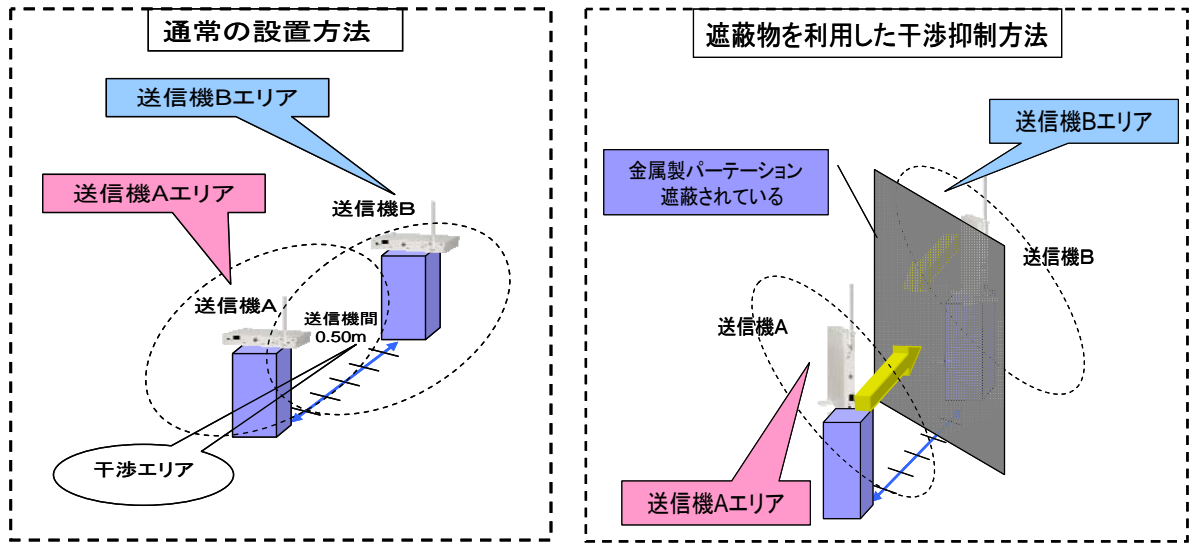 通常の設置方法
送信機Bエリア
送信機Aエリア
送信機B
送信機A
送信機間
0.50m
干渉エリア
遮蔽物を利用した干渉抑制方法
送信機Bエリア
金属製パーテーション
遮蔽されている
送信機B
送信機A
送信機Aエリア